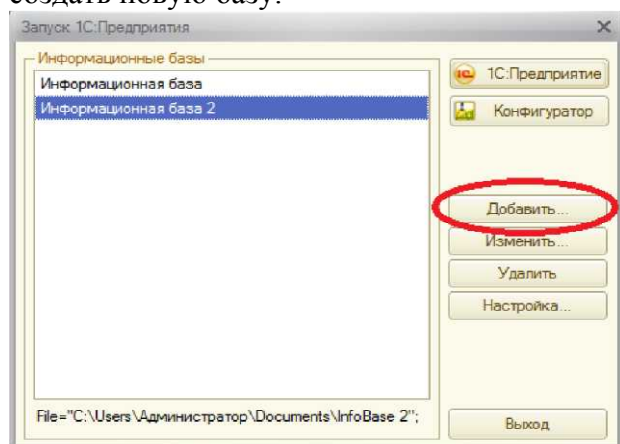 создать новую базу.
Запуск 1С:Предприятия
Информационные базы
Информационная база
Информационная база 2
1С:Предприятие
Конфигуратор
Добавить...
Изменить...
Удалить
Настройка...
File="C:\Users\Администратор\Documents\InfoBase 2";
Выход